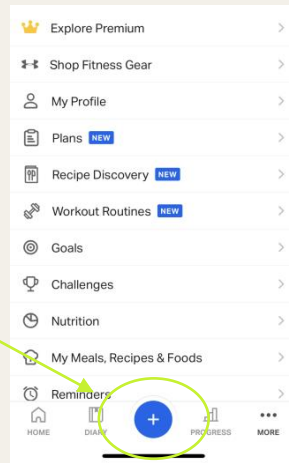 Explore Premium
Shop Fitness Gear
My Profile
Plans NEW
Recipe Discovery NEW
Workout Routines NEW
Goals
Challenges
Nutrition
My Meals, Recipes & Foods
Reminders
HOME DIARY + PROGRESS MORE